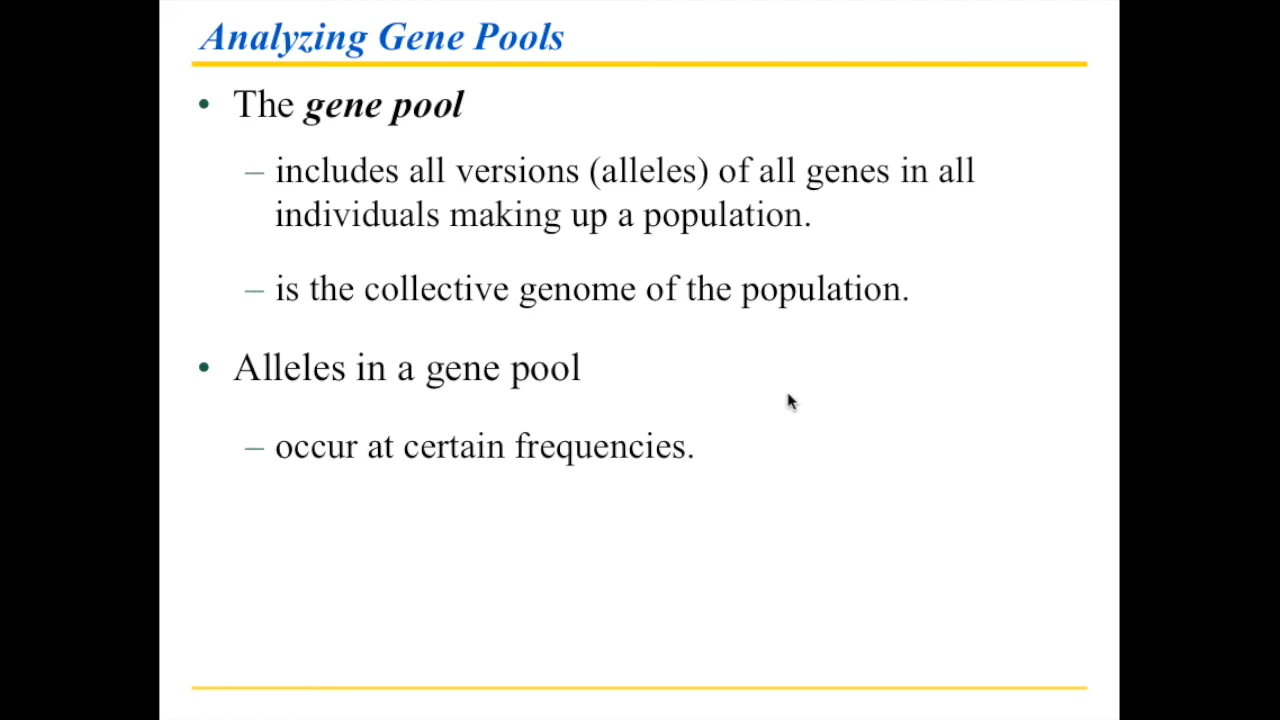 Analyzing Gene Pools
• The gene pool
– includes all versions (alleles) of all genes in all
individuals making up a population.
– is the collective genome of the population.
• Alleles in a gene pool
– occur at certain frequencies.